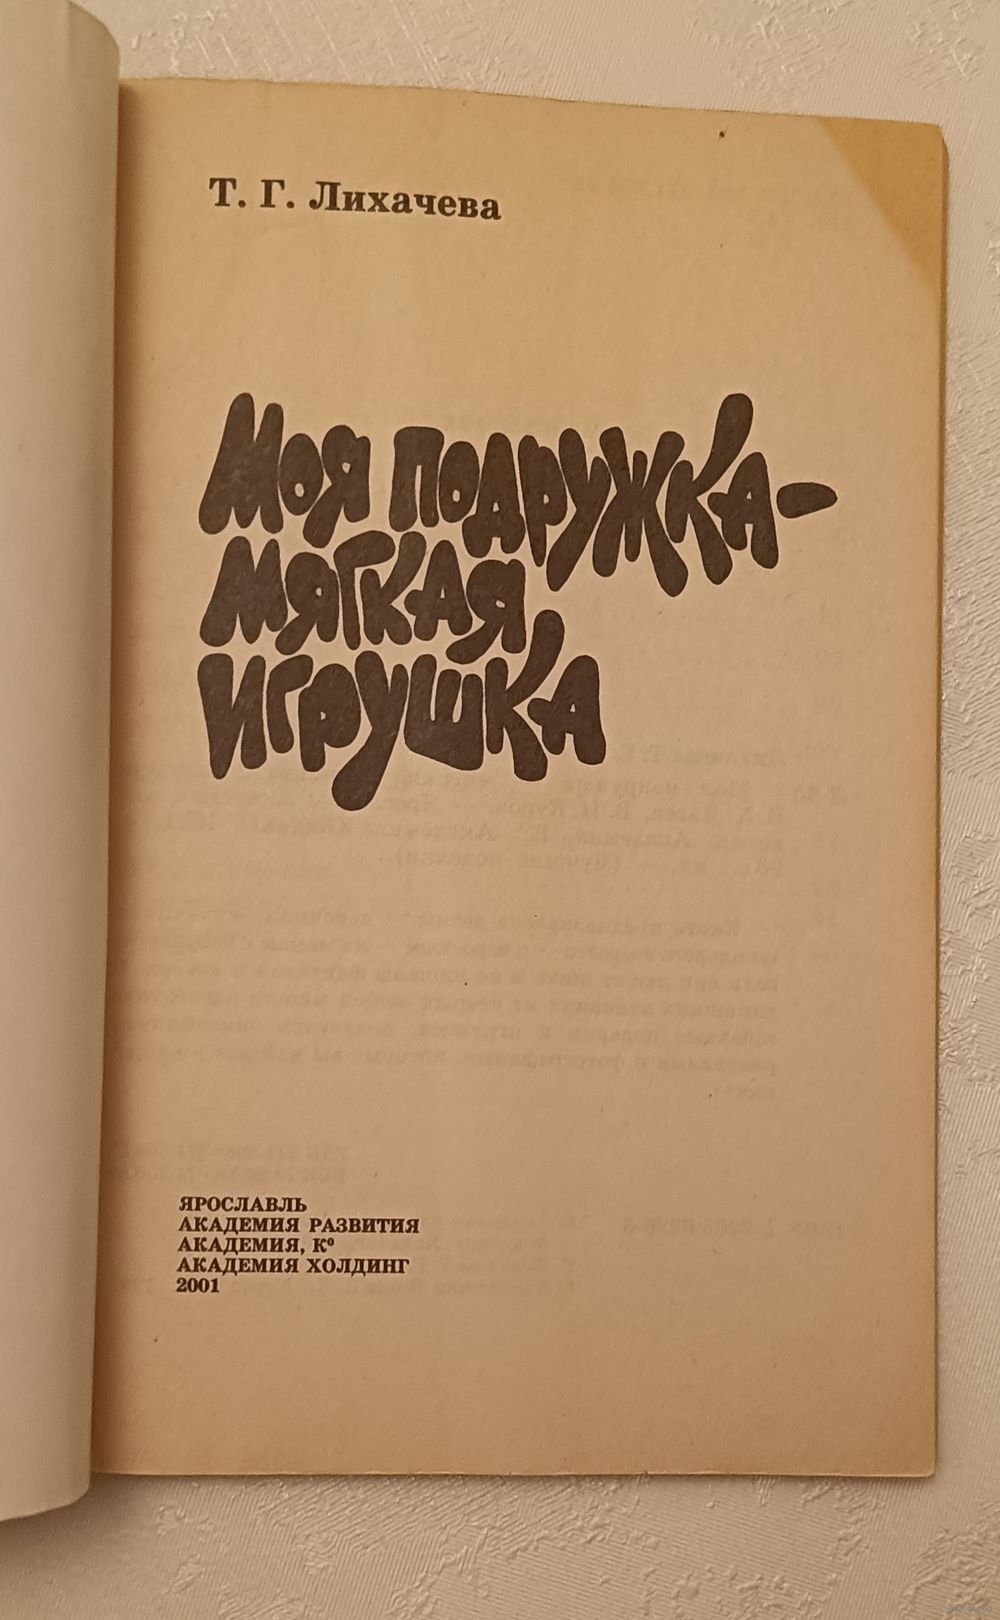 Т. Г. Лихачева
Моя подружка-
мягкая
игрушка
ЯРОСЛАВЛЬ
АКАДЕМИЯ РАЗВИТИЯ
АКАДЕМИЯ, К°
АКАДЕМИЯ ХОЛДИНГ
2001